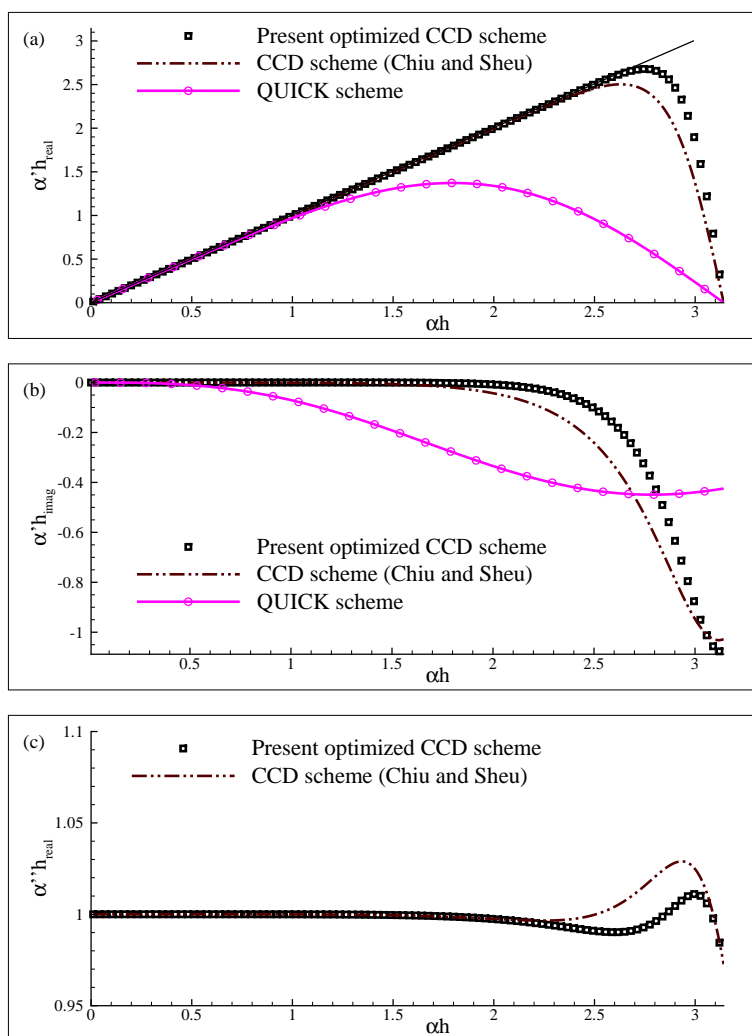 (a)
Present optimized CCD scheme
CCD scheme (Chiu and Sheu)
QUICK scheme
α'h_real
3
2.5
2
1.5
1
0.5
0
0 0.5 1 1.5 2 2.5 3
αh
(b)
Present optimized CCD scheme
CCD scheme (Chiu and Sheu)
QUICK scheme
α'h_imag
0
-0.2
-0.4
-0.6
-0.8
-1
0.5 1 1.5 2 2.5 3
αh
(c)
Present optimized CCD scheme
CCD scheme (Chiu and Sheu)
α''h_real
1.1
1.05
1
0.95
0 0.5 1 1.5 2 2.5 3
αh